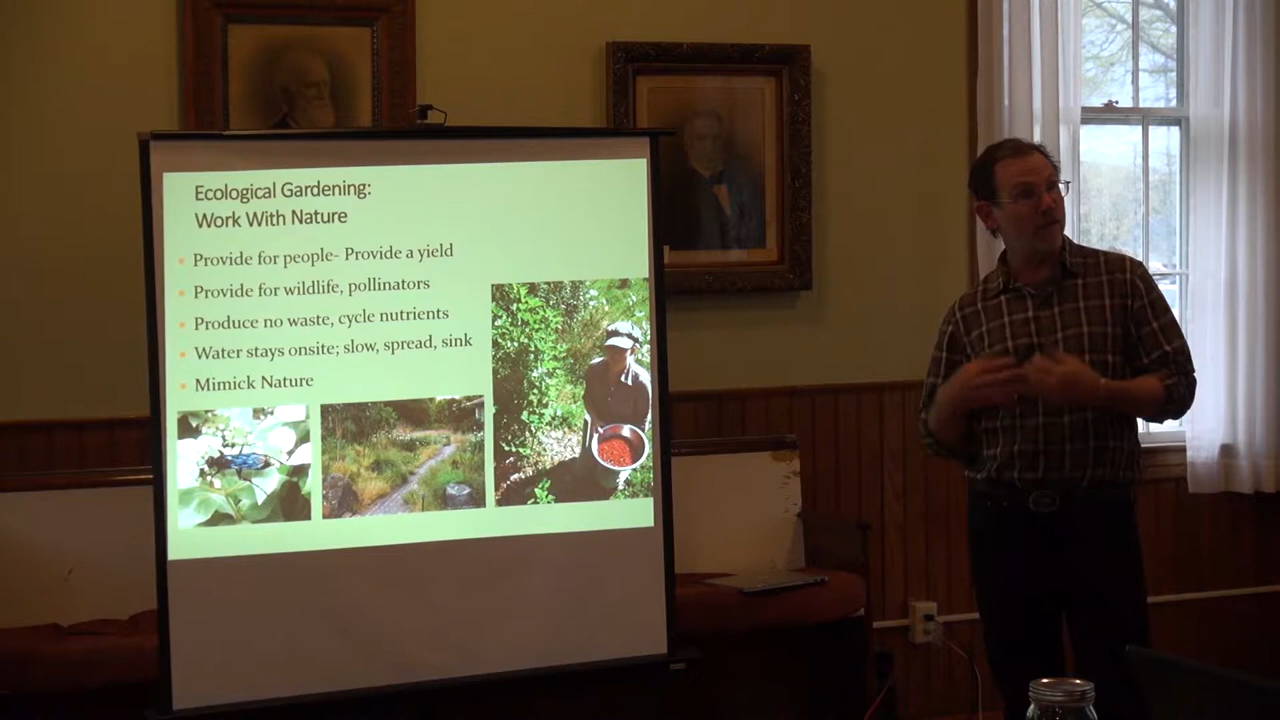 Ecological Gardening:
Work With Nature
Provide for people- Provide a yield
Provide for wildlife, pollinators
Produce no waste, cycle nutrients
Water stays onsite; slow, spread, sink
Mimick Nature